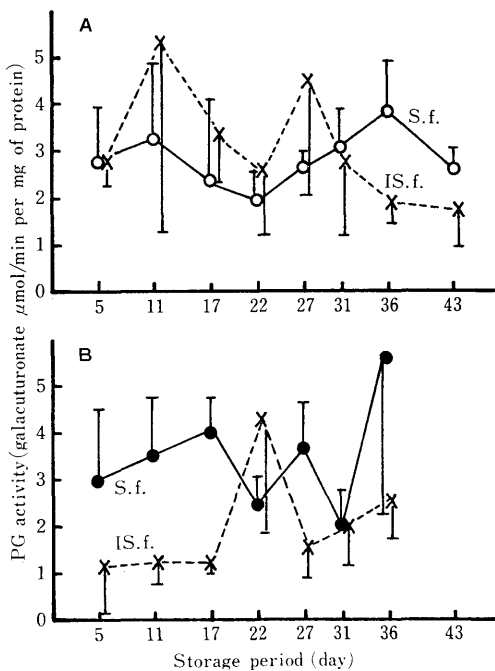 A
5
4
3
2
1
0
S.f.
IS.f.
5 11 17 22 27 31 36 43
B
5
4
3
2
1
0
S.f.
IS.f.
5 11 17 22 27 31 36 43
Storage period (day)
PG activity(galacuturonate μmol/min per mg of protein)